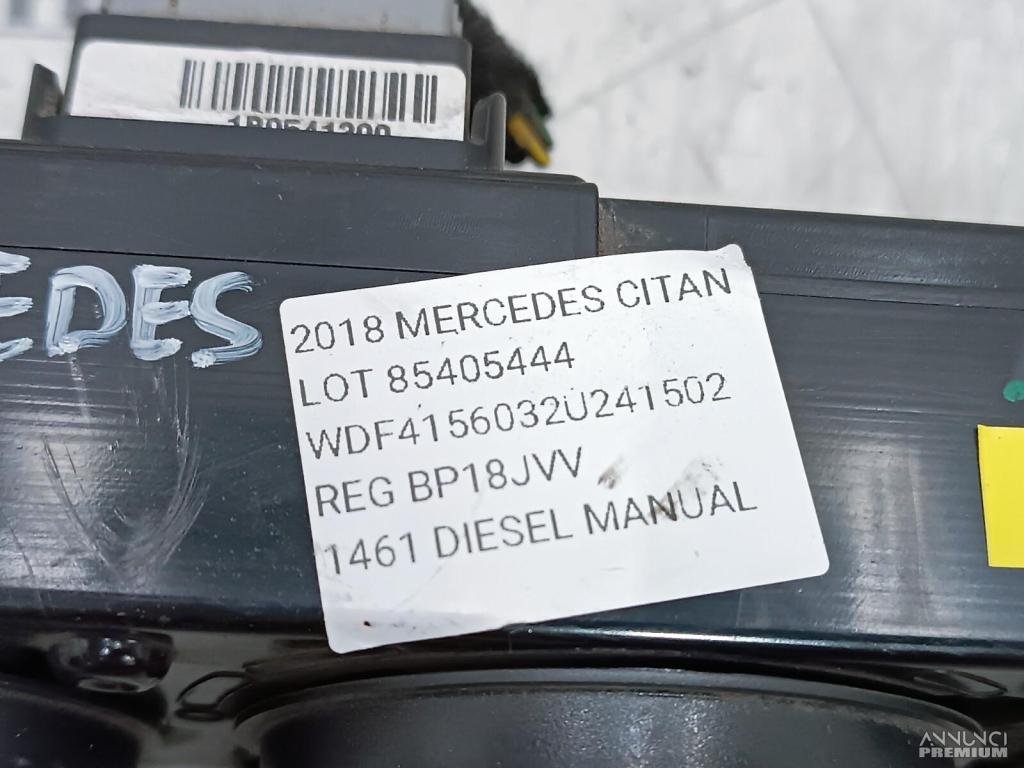 EDES
2018 MERCEDES CITAN
LOT 85405444
WDF4156032U241502
REG BP18JVV
1461 DIESEL MANUAL
ANNUNCI
PREMIUM